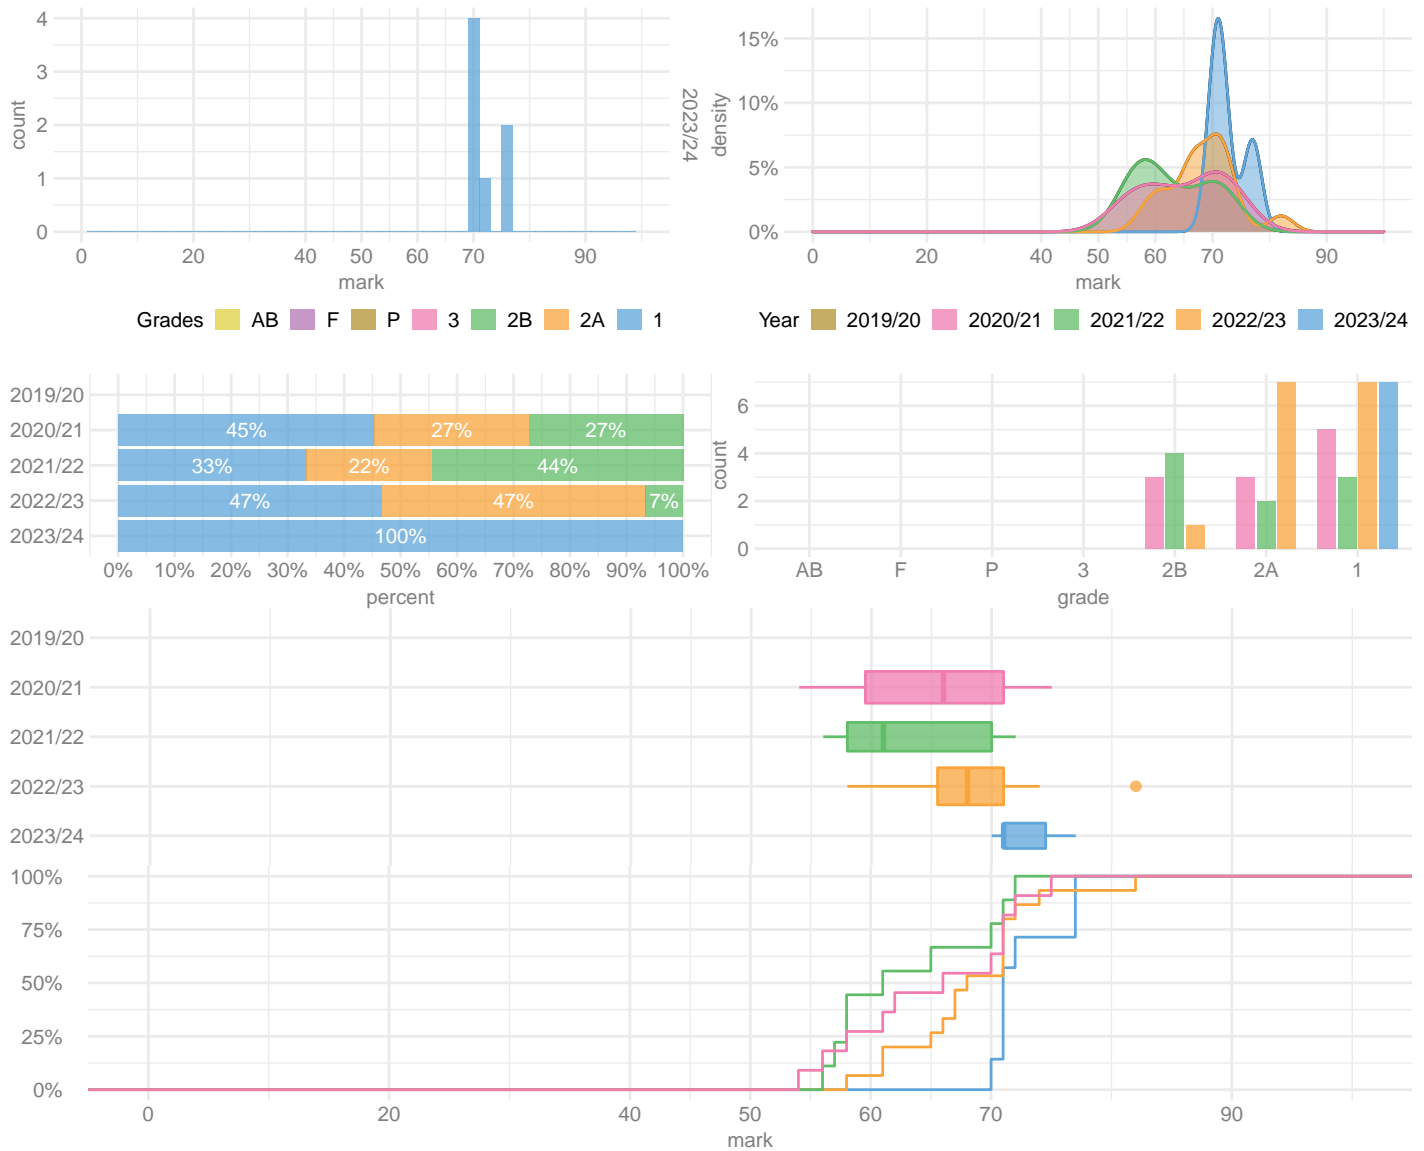 4
3
2
1
0
count
0 20 40 50 60 70 90
mark
2023/24
15%
10%
5%
0%
density
0 20 40 50 60 70 90
mark
Grades AB F P 3 2B 2A 1
Year 2019/20 2020/21 2021/22 2022/23 2023/24
2019/20
2020/21 45% 27% 27%
2021/22 33% 22% 44%
2022/23 47% 47% 7%
2023/24 100%
0% 10% 20% 30% 40% 50% 60% 70% 80% 90% 100%
percent
6
4
2
0
count
AB F P 3 2B 2A 1
grade
2019/20
2020/21
2021/22
2022/23
2023/24
100%
75%
50%
25%
0%
0 20 40 50 60 70 90
mark